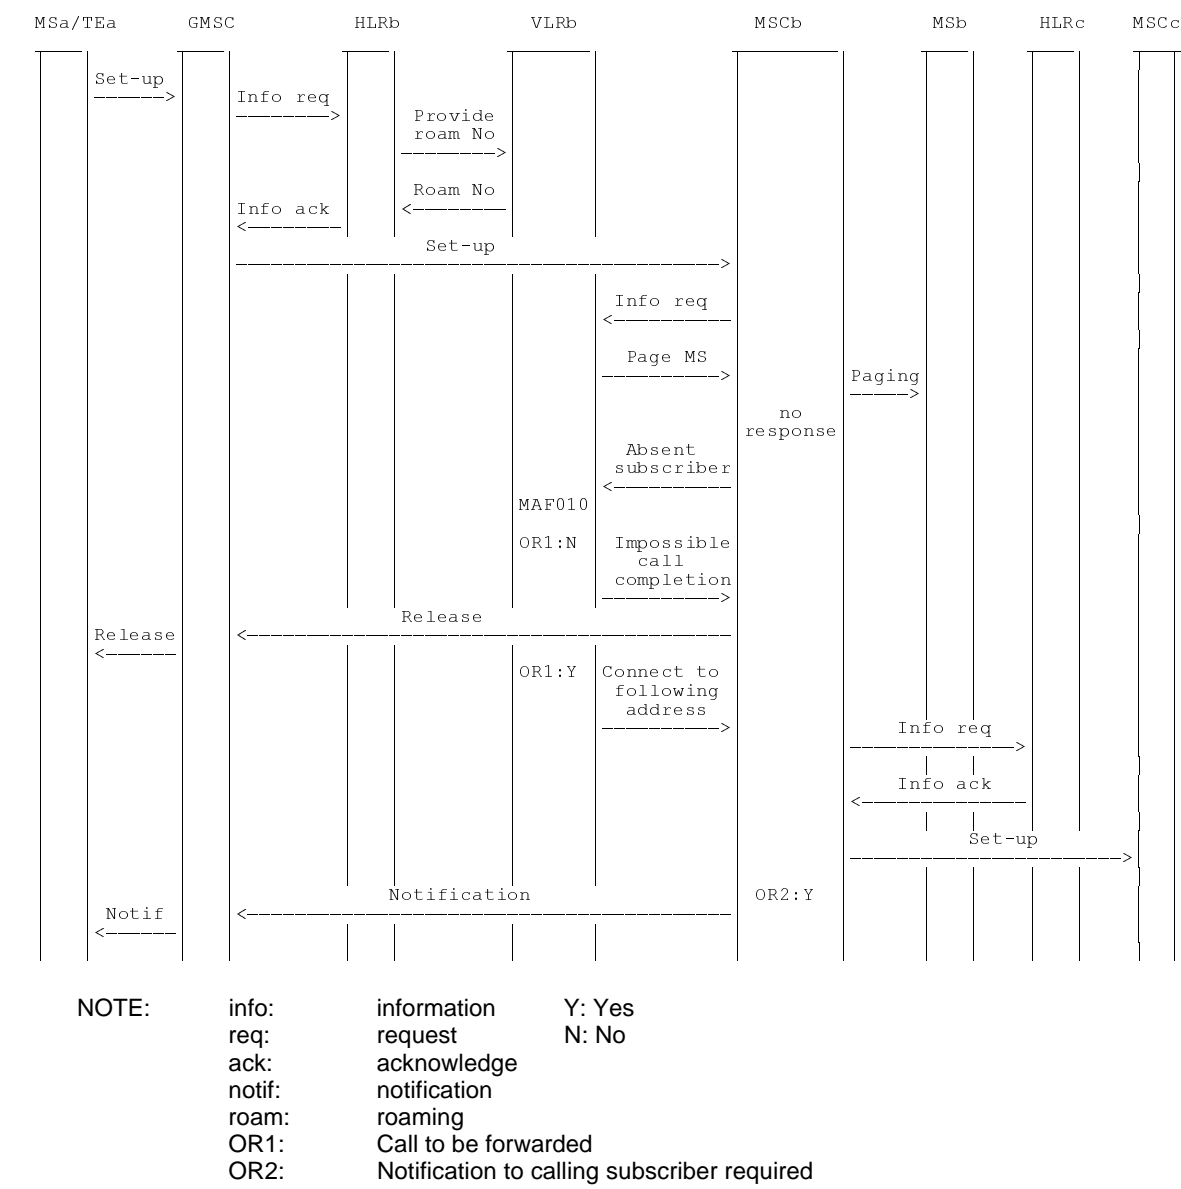 MSa/TEa GMSC HLRb VLRb MSCb MSb HLRc MSCc
Set-up
Info req
Provide
roam No
Roam No
Info ack
Set-up
Info req
Page MS
Paging
no
response
Absent
subscriber
MAF010
OR1:N Impossible
call
completion
Release
Release
OR1:Y Connect to
following
address
Info req
Info ack
Set-up
Notification OR2:Y
Notif
NOTE: info: information Y: Yes
req: request N: No
ack: acknowledge
notif: notification
roam: roaming
OR1: Call to be forwarded
OR2: Notification to calling subscriber required